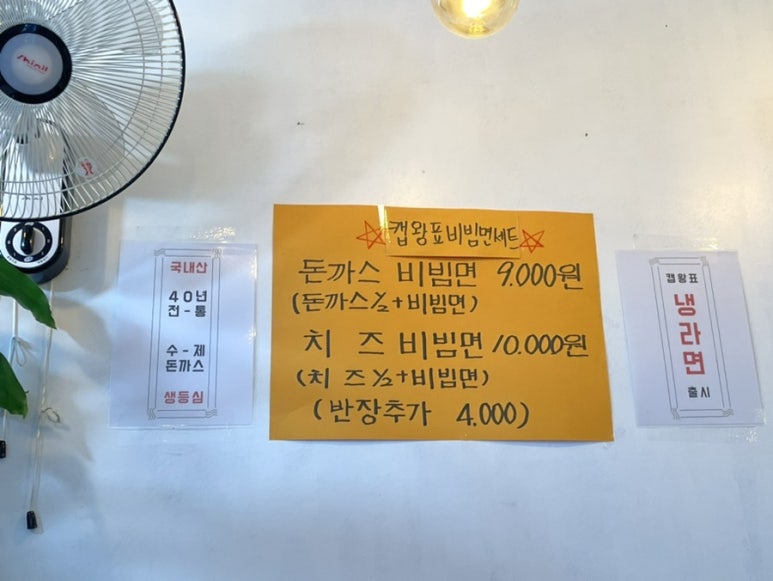 Shinil
국내산
40년
전-통
수-제
돈까스
생등심
캡왕표비빔면세트
돈까스 비빔면 9.000원
(돈까스½+비빔면)
치즈 비빔면 10.000원
(치즈½+비빔면)
(반장추가 4.000)
캡왕표
냉라면
출시